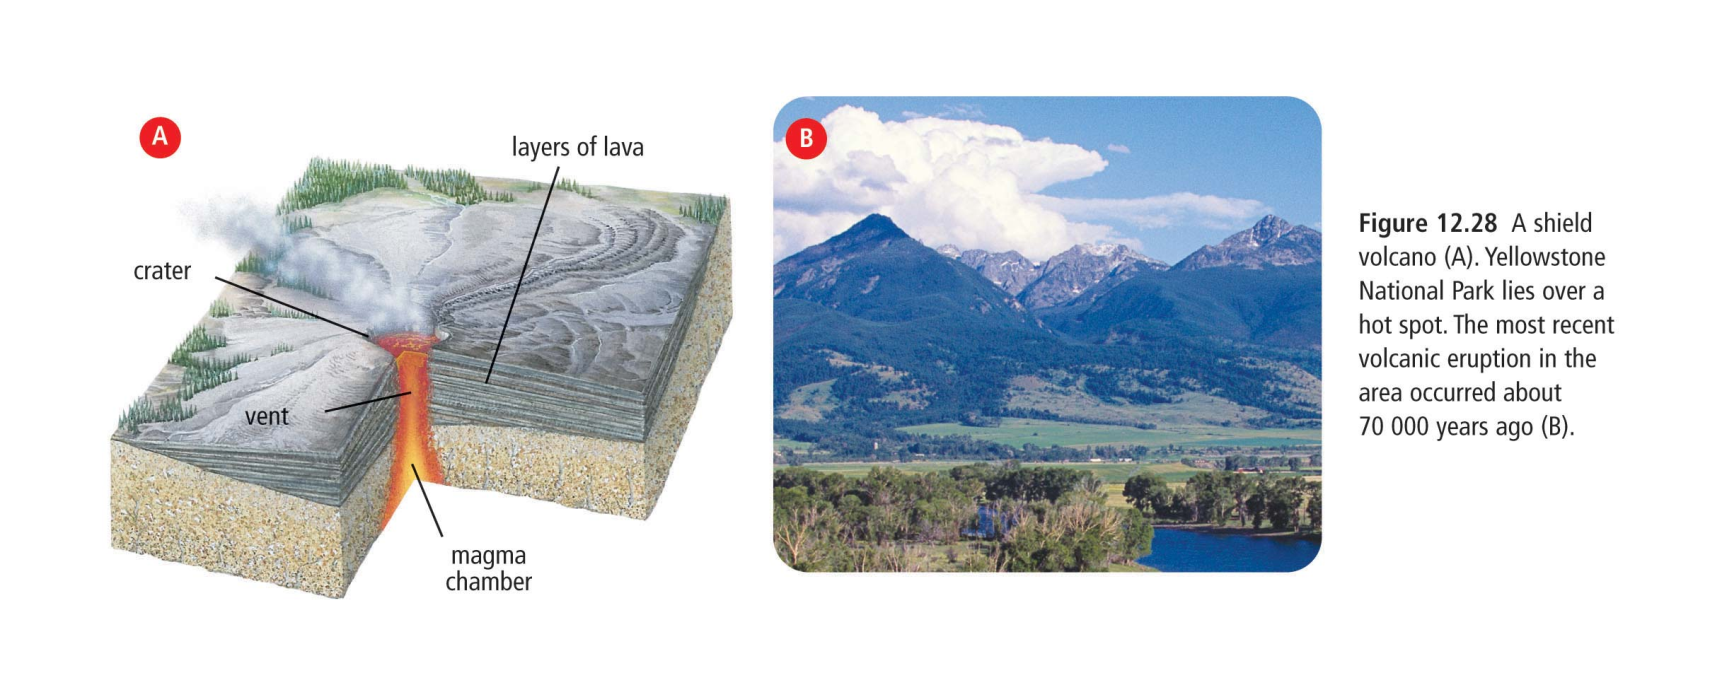 A
layers of lava
crater
vent
magma
chamber
B
Figure 12.28 A shield
volcano (A). Yellowstone
National Park lies over a
hot spot. The most recent
volcanic eruption in the
area occurred about
70 000 years ago (B).